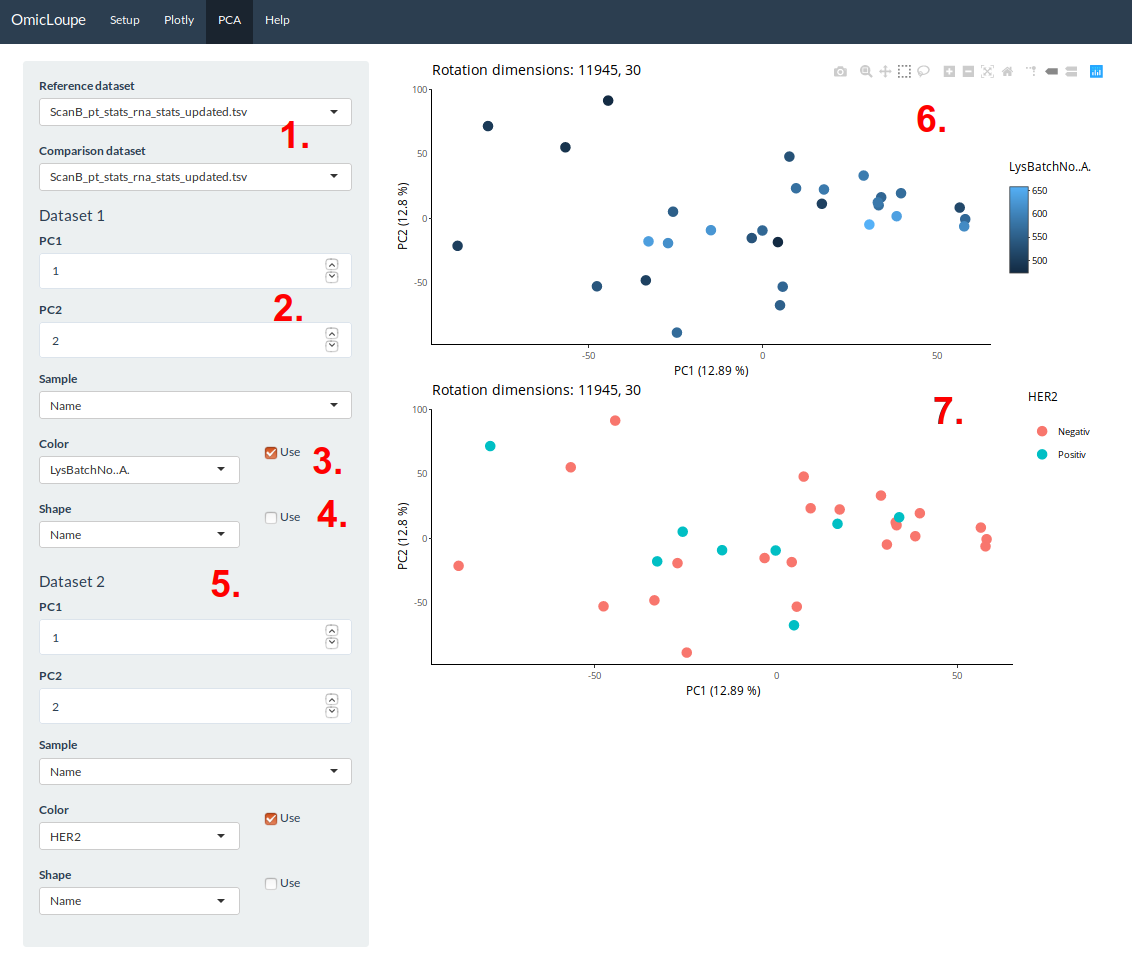 OmicLoupe Setup Plotly PCA Help
Reference dataset
ScanB_pt_stats_rna_stats_updated.tsv
1.
Comparison dataset
ScanB_pt_stats_rna_stats_updated.tsv
Dataset 1
PC1
1
2.
PC2
2
Sample
Name
Color
LysBatchNo..A.
Use
3.
Shape
Name
Use
4.
Dataset 2
5.
PC1
1
PC2
2
Sample
Name
Color
HER2
Use
Shape
Name
Use
Rotation dimensions: 11945, 30
6.
100
50
0
-50
PC2 (12.8 %)
-50 0 50
PC1 (12.89 %)
LysBatchNo..A.
650
600
550
500
Rotation dimensions: 11945, 30
7.
100
50
0
-50
PC2 (12.8 %)
-50 0 50
PC1 (12.89 %)
HER2
Negativ
Positiv